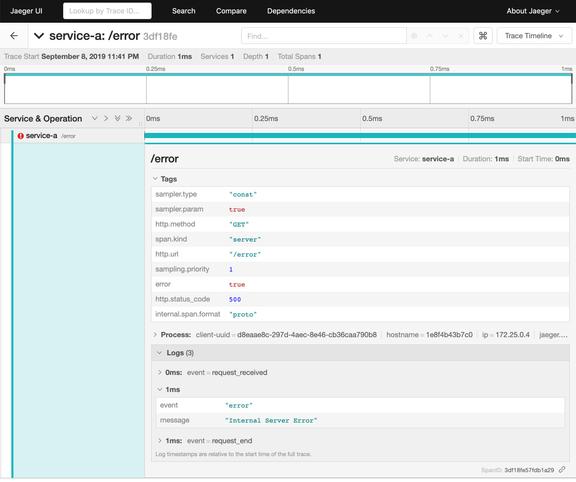 Jaeger UI Lookup by Trace ID... Search Compare Dependencies About Jaeger
service-a: /error 3df18fe Find... Trace Timeline
Trace Start September 8, 2019 11:41 PM Duration 1ms Services 1 Depth 1 Total Spans 1
0ms 0.25ms 0.5ms 0.75ms 1ms
Service & Operation 0ms 0.25ms 0.5ms 0.75ms 1ms
service-a /error
/error Service: service-a Duration: 1ms Start Time: 0ms
Tags
sampler.type "const"
sampler.param true
http.method "GET"
span.kind "server"
http.url "/error"
sampling.priority 1
error true
http.status_code 500
internal.span.format "proto"
Process: client-uuid = d8eaae8c-297d-4aec-8e46-cb36caa790b8 hostname = 1e8f4b43b7c0 ip = 172.25.0.4 jaeger....
Logs (3)
0ms: event = request_received
1ms
event "error"
message "Internal Server Error"
1ms: event = request_end
Log timestamps are relative to the start time of the full trace.
SpanID: 3df18fe57fdb1a29